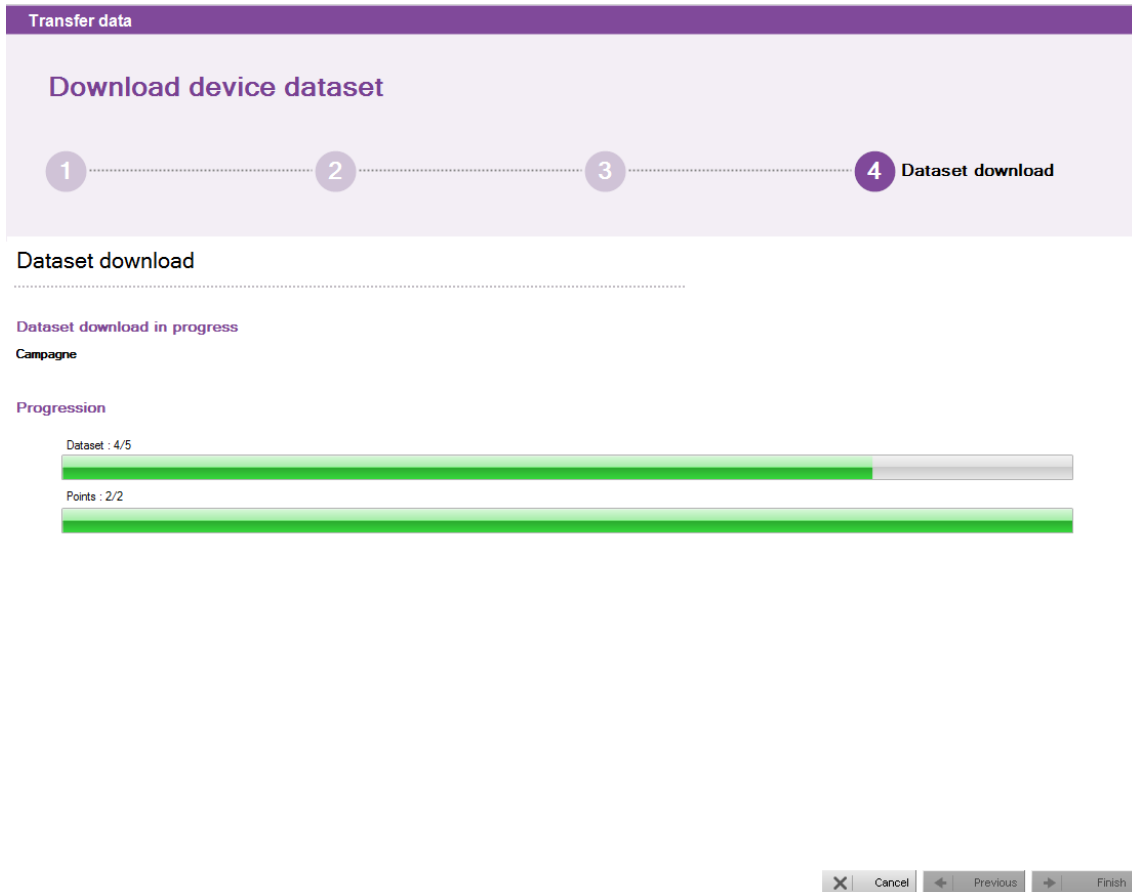 Transfer data
Download device dataset
1 2 3 4 Dataset download
Dataset download
Dataset download in progress
Campagne
Progression
Dataset : 4/5
Points : 2/2
Cancel Previous Finish